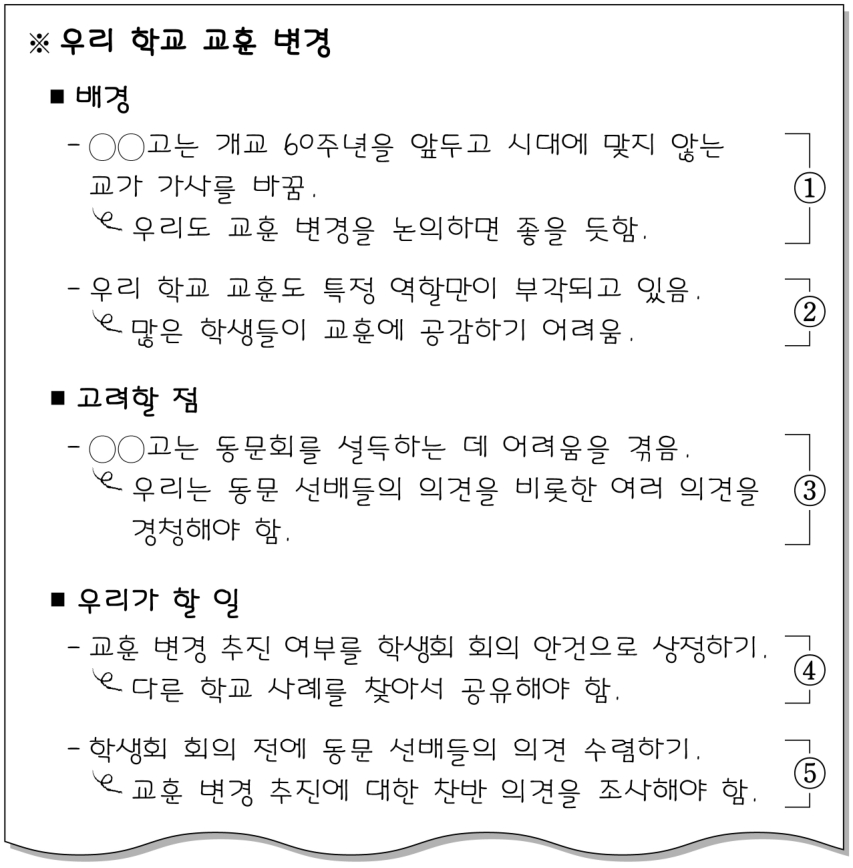 ※ 우리 학교 교훈 변경
■ 배경
- ○○고는 개교 60주년을 앞두고 시대에 맞지 않는
교가 가사를 바꿈.
우리도 교훈 변경을 논의하면 좋을 듯함.
①
- 우리 학교 교훈도 특정 역할만이 부각되고 있음.
많은 학생들이 교훈에 공감하기 어려움.
②
■ 고려할 점
- ○○고는 동문회를 설득하는 데 어려움을 겪음.
우리는 동문 선배들의 의견을 비롯한 여러 의견을
경청해야 함.
③
■ 우리가 할 일
- 교훈 변경 추진 여부를 학생회 회의 안건으로 상정하기.
다른 학교 사례를 찾아서 공유해야 함.
④
- 학생회 회의 전에 동문 선배들의 의견 수렴하기.
교훈 변경 추진에 대한 찬반 의견을 조사해야 함.
⑤